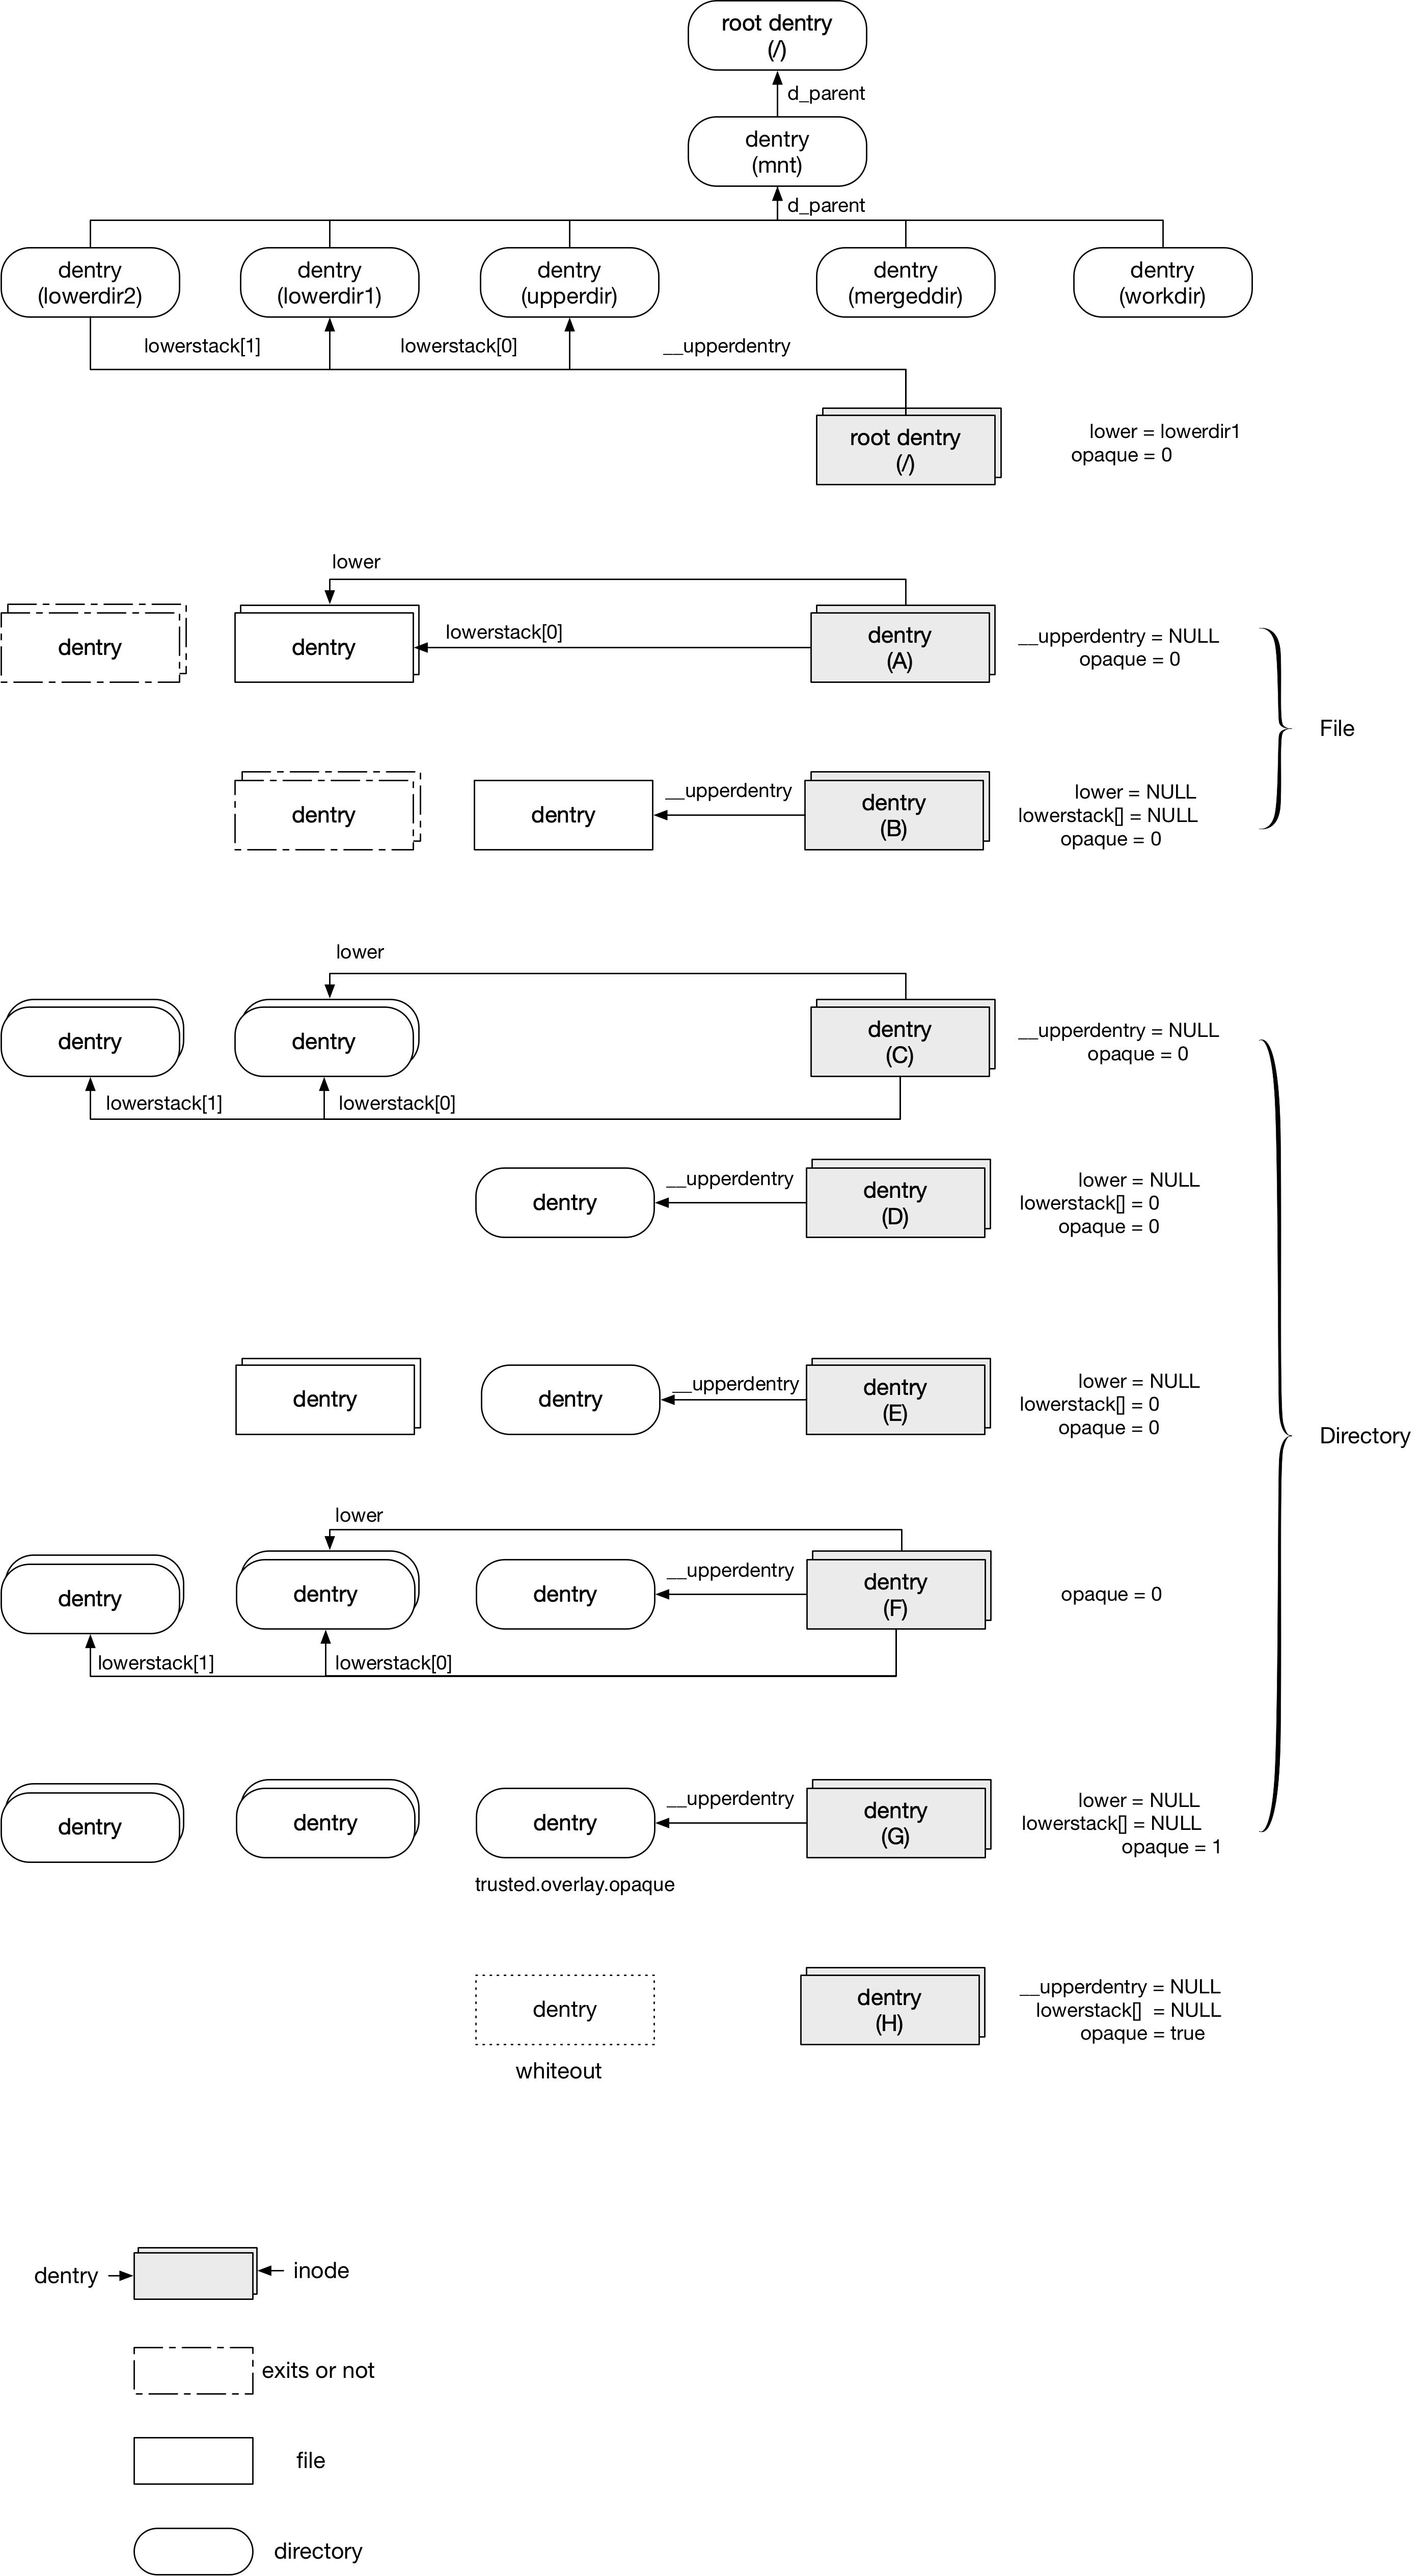 root dentry
(/)
d_parent
dentry
(mnt)
d_parent
dentry
(lowerdir2)
dentry
(lowerdir1)
dentry
(upperdir)
dentry
(mergeddir)
dentry
(workdir)
lowerstack[1]
lowerstack[0]
__upperdentry
root dentry
(/)
lower = lowerdir1
opaque = 0
lower
dentry
dentry
lowerstack[0]
dentry
(A)
__upperdentry = NULL
opaque = 0
File
dentry
dentry
__upperdentry
dentry
(B)
lower = NULL
lowerstack[] = NULL
opaque = 0
lower
dentry
dentry
dentry
(C)
__upperdentry = NULL
opaque = 0
lowerstack[1]
lowerstack[0]
dentry
__upperdentry
dentry
(D)
lower = NULL
lowerstack[] = 0
opaque = 0
dentry
dentry
__upperdentry
dentry
(E)
lower = NULL
lowerstack[] = 0
opaque = 0
Directory
lower
dentry
dentry
dentry
__upperdentry
dentry
(F)
opaque = 0
lowerstack[1]
lowerstack[0]
dentry
dentry
dentry
__upperdentry
dentry
(G)
lower = NULL
lowerstack[] = NULL
opaque = 1
trusted.overlay.opaque
dentry
whiteout
dentry
(H)
__upperdentry = NULL
lowerstack[] = NULL
opaque = true
dentry
inode
exits or not
file
directory